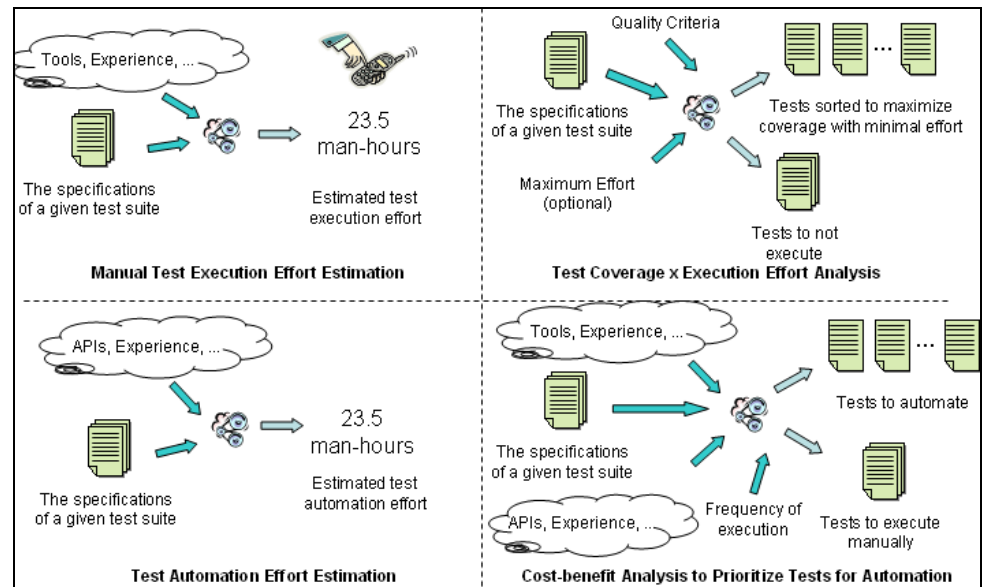 Tools, Experience, ...
The specifications
of a given test suite
23.5
man-hours
Estimated test
execution effort
Manual Test Execution Effort Estimation
Quality Criteria
The specifications
of a given test suite
Maximum Effort
(optional)
...
Tests sorted to maximize
coverage with minimal effort
Tests to not
execute
Test Coverage x Execution Effort Analysis
APIs, Experience, ...
The specifications
of a given test suite
23.5
man-hours
Estimated test
automation effort
Test Automation Effort Estimation
Tools, Experience, ...
The specifications
of a given test suite
APIs, Experience, ...
Frequency of
execution
...
Tests to automate
Tests to execute
manually
Cost-benefit Analysis to Prioritize Tests for Automation